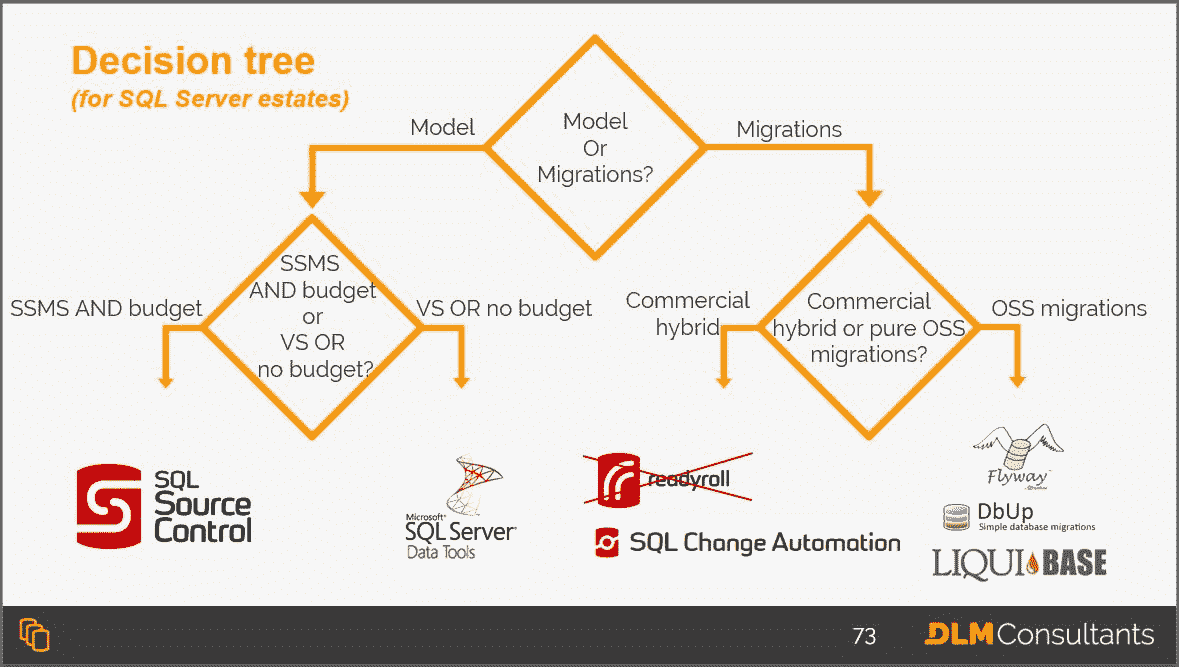 Decision tree
(for SQL Server estates)
Model
Or
Migrations?
Model
Migrations
SSMS
AND budget
or
VS OR
no budget?
SSMS AND budget
VS OR no budget
Commercial
hybrid or pure OSS
migrations?
Commercial
hybrid
OSS migrations
SQL
Source
Control
Microsoft®
SQL Server®
Data Tools
readyroll
SQL Change Automation
Flyway
DbUp
Simple database migrations
LIQUIBASE
73
DLMConsultants